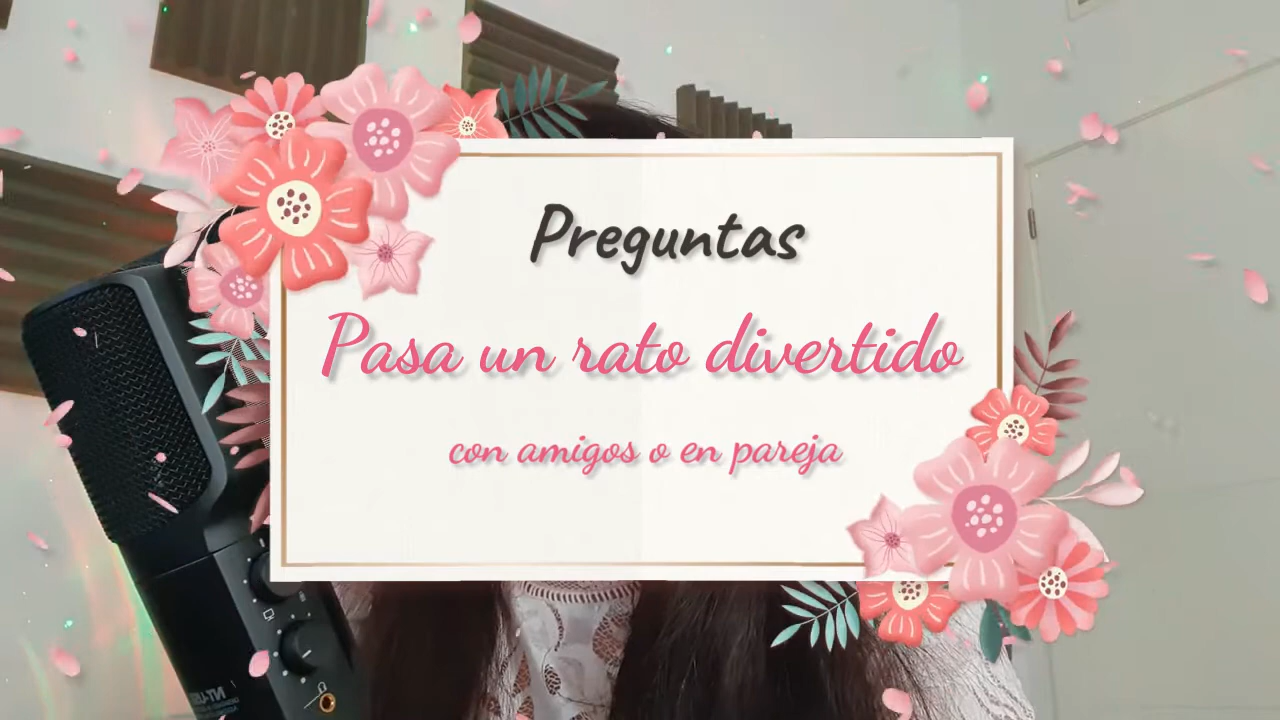 Preguntas
Pasa un rato divertido
con amigos o en pareja